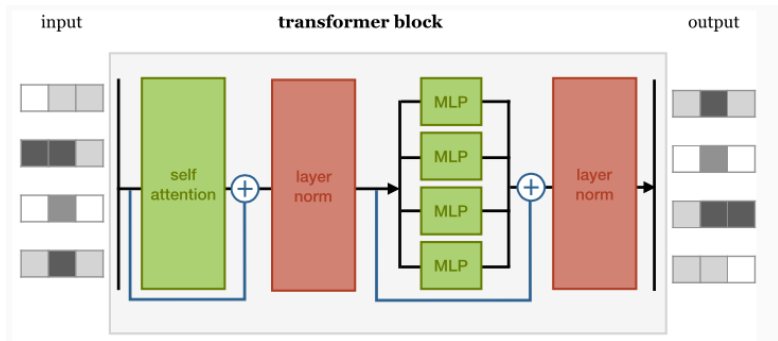 input
transformer block
output
self
attention
layer
norm
MLP
MLP
MLP
MLP
layer
norm